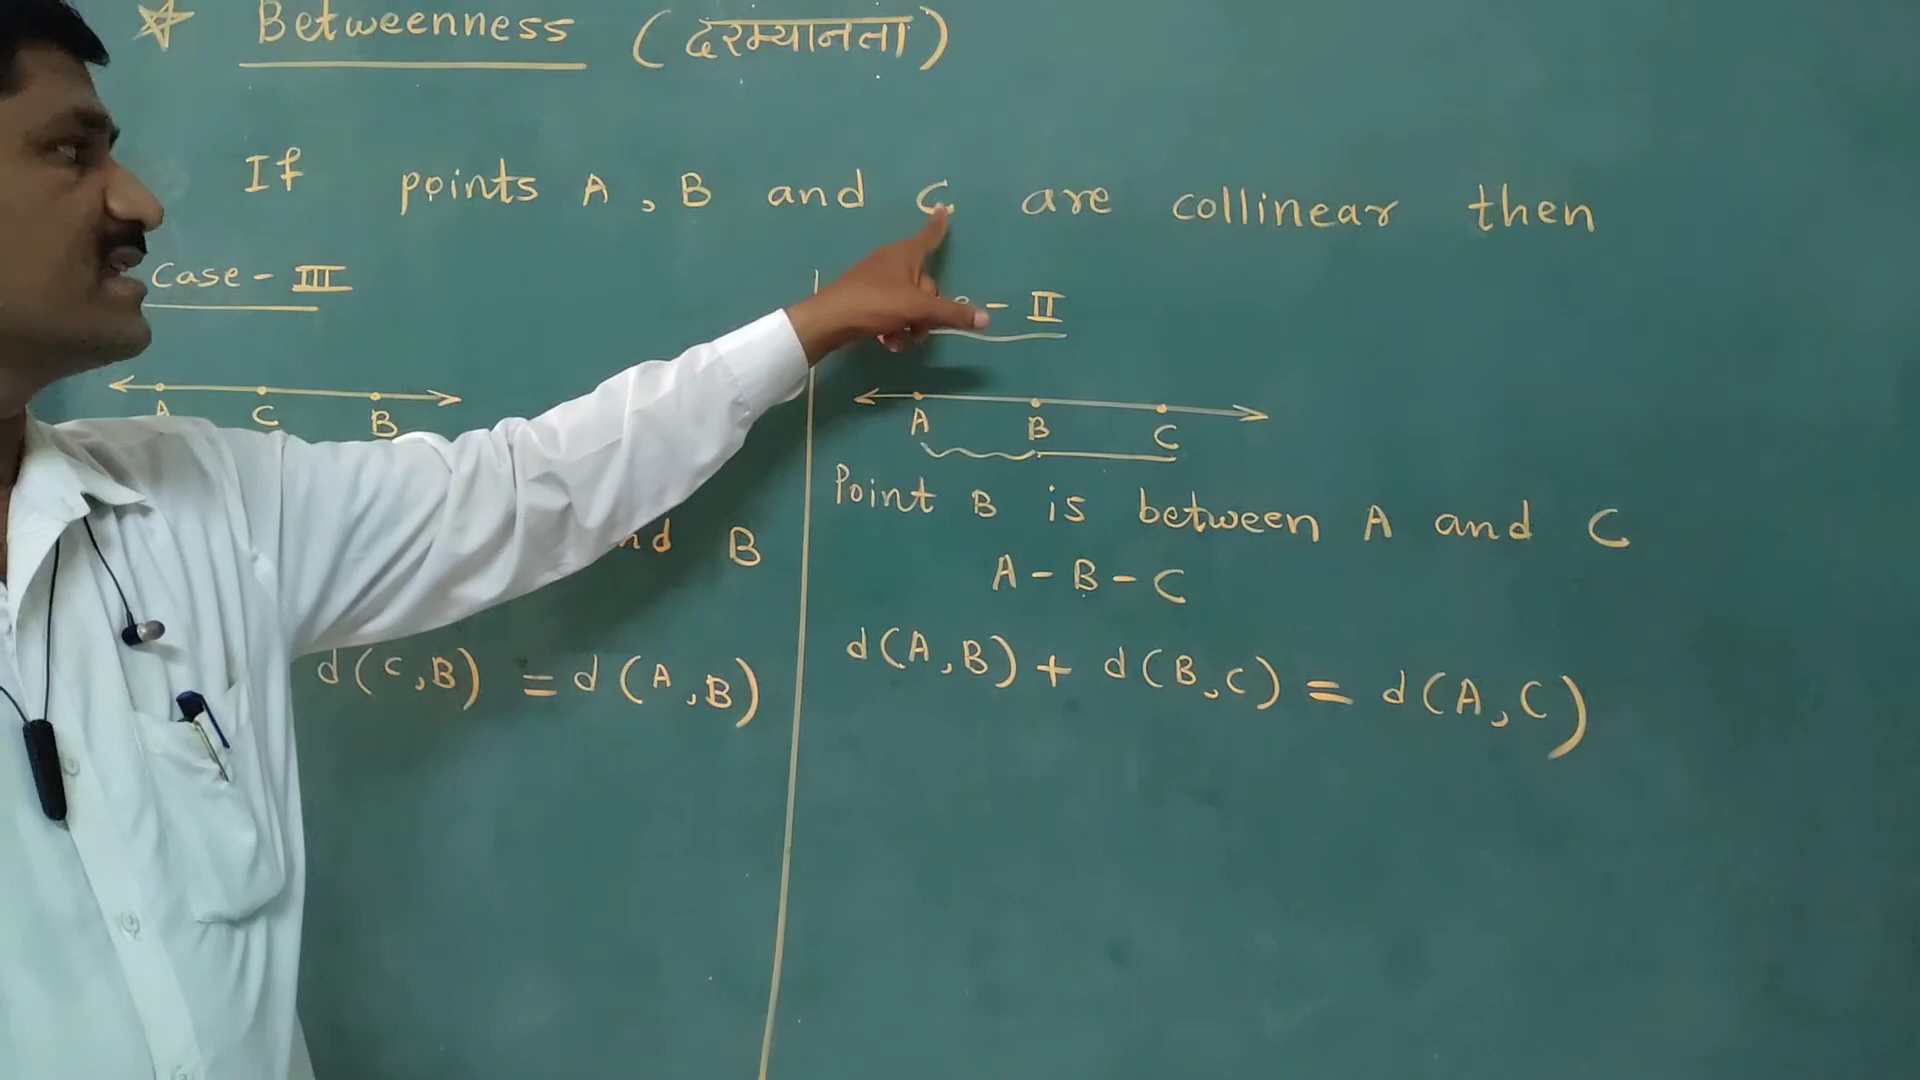 Betweenness (दरम्यानता)
If points A, B and C are collinear then
Case - III
A C B
B
d(C,B) = d(A,B)
- II
A B C
Point B is between A and C
A - B - C
d(A,B) + d(B,C) = d(A,C)